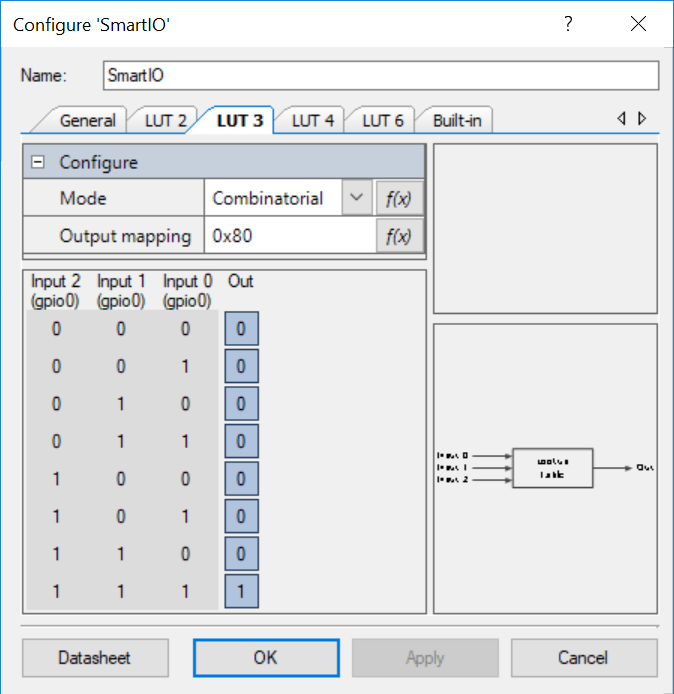 Configure 'SmartIO' ?
Name: SmartIO
General LUT 2 LUT 3 LUT 4 LUT 6 Built-in
Configure
Mode Combinatorial f(x)
Output mapping 0x80 f(x)
Input 2 Input 1 Input 0 Out
(gpio0) (gpio0) (gpio0)
0 0 0 0
0 0 1 0
0 1 0 0
0 1 1 0
1 0 0 0
1 0 1 0
1 1 0 0
1 1 1 1
Input 0
Input 1
Input 2
Out
Datasheet OK Apply Cancel